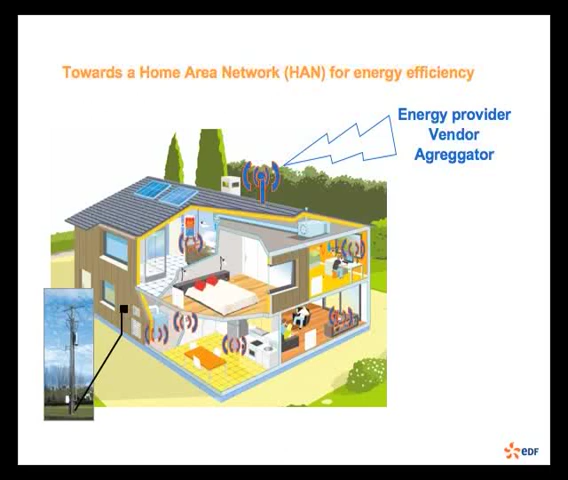 Towards a Home Area Network (HAN) for energy efficiency
Energy provider
Vendor
Agreggator
eDF